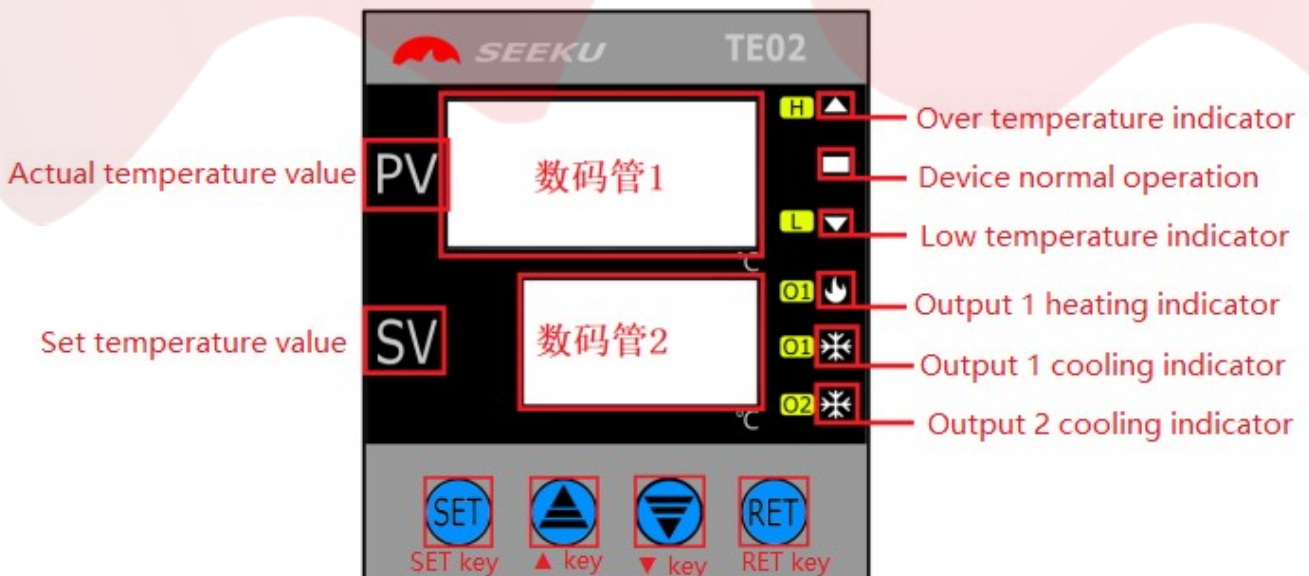 SEEKU
TE02
H
Over temperature indicator
Actual temperature value
PV
数码管1
Device normal operation
L
Low temperature indicator
℃
O1
Output 1 heating indicator
Set temperature value
SV
数码管2
O1
Output 1 cooling indicator
O2
Output 2 cooling indicator
℃
SET
RET
SET key
▲ key
▼ key
RET key